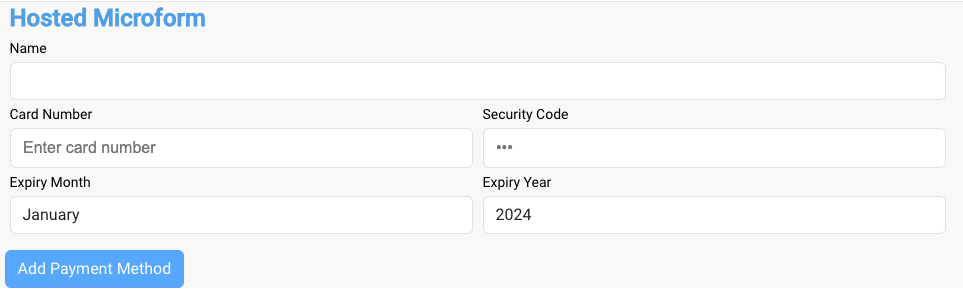 Hosted Microform
Name
Card Number Security Code
Enter card number •••
Expiry Month Expiry Year
January 2024
Add Payment Method